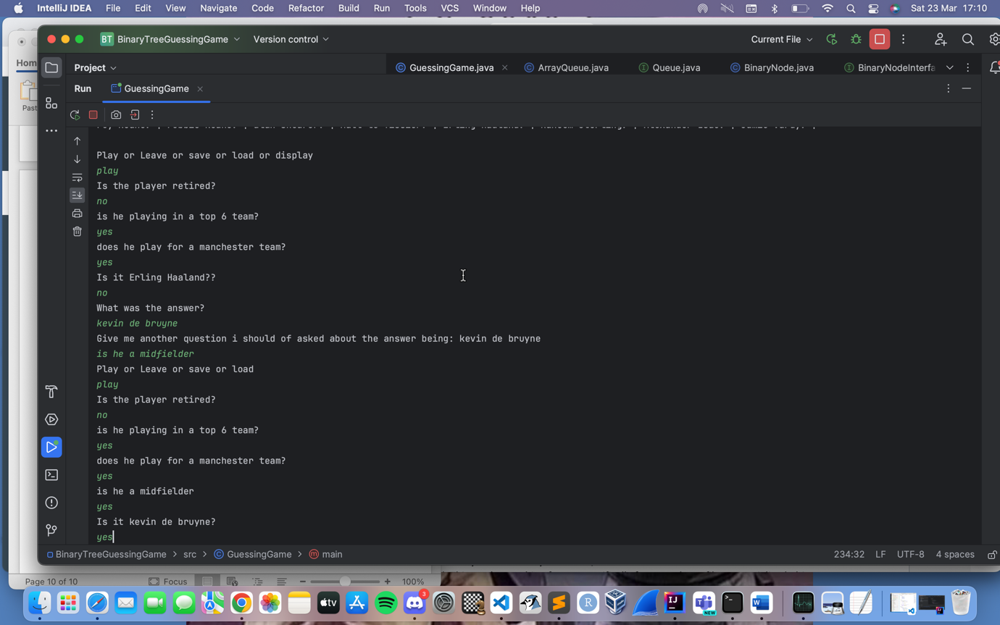 IntelliJ IDEA File Edit View Navigate Code Refactor Build Run Tools VCS Window Help Sat 23 Mar 17:10
BT BinaryTreeGuessingGame Version control Current File
Hom
Project GuessingGame.java ArrayQueue.java Queue.java BinaryNode.java BinaryNodeInterfa
Run GuessingGame
Past
Play or Leave or save or load or display
play
Is the player retired?
no
is he playing in a top 6 team?
yes
does he play for a manchester team?
yes
Is it Erling Haaland??
no
What was the answer?
kevin de bruyne
Give me another question i should of asked about the answer being: kevin de bruyne
is he a midfielder
Play or Leave or save or load
play
Is the player retired?
no
is he playing in a top 6 team?
yes
does he play for a manchester team?
yes
is he a midfielder
yes
Is it kevin de bruyne?
yes
BinaryTreeGuessingGame > src > GuessingGame > main 234:32 LF UTF-8 4 spaces
Page 10 of 10 Focus 100%
3
tv
R
IJ
NEW
W